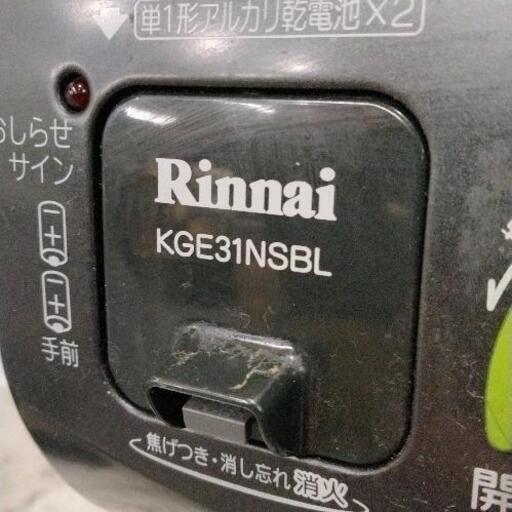 単1形アルカリ乾電池×2
おしらせ
サイン
Rinnai
KGE31NSBL
手前
焦げつき・消し忘れ 消火
開